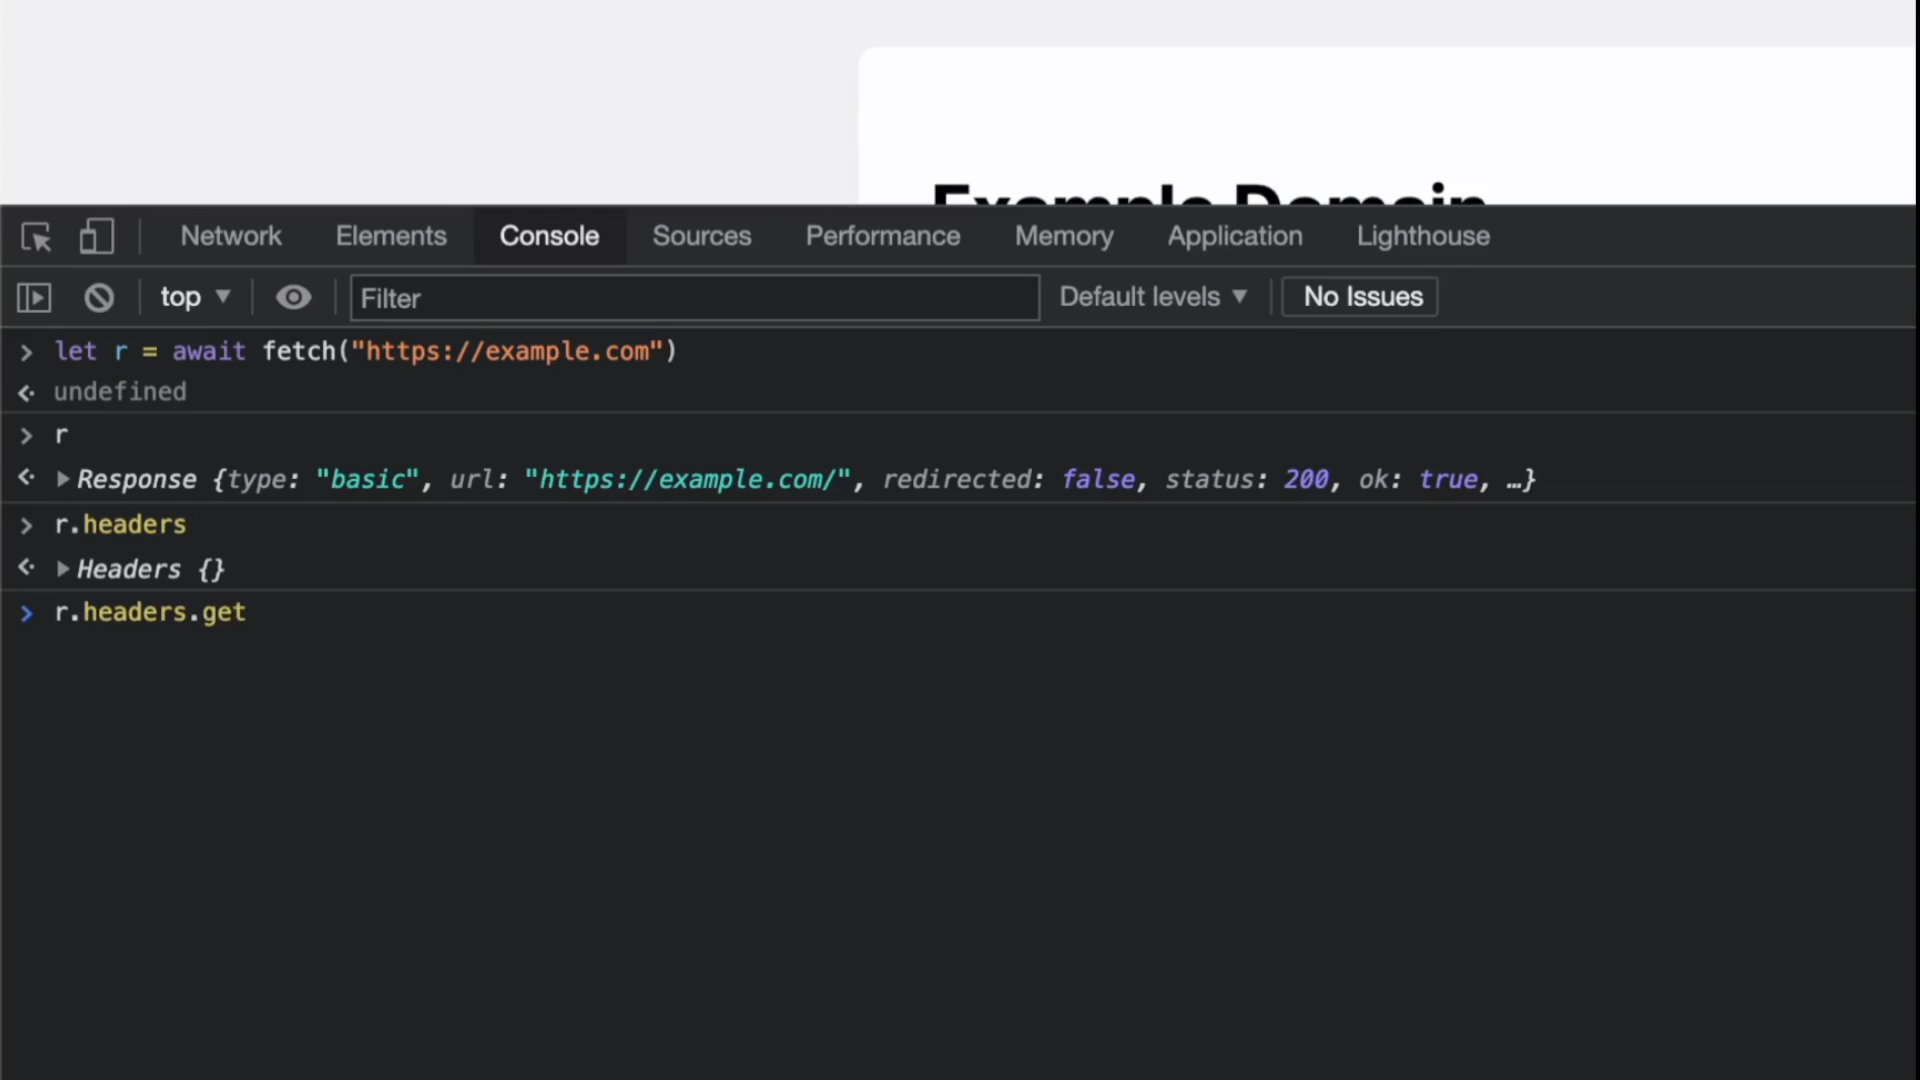 Example Domain
Network Elements Console Sources Performance Memory Application Lighthouse
top Filter Default levels No Issues
let r = await fetch("https://example.com")
undefined
r
Response {type: "basic", url: "https://example.com/", redirected: false, status: 200, ok: true, …}
r.headers
Headers {}
r.headers.get